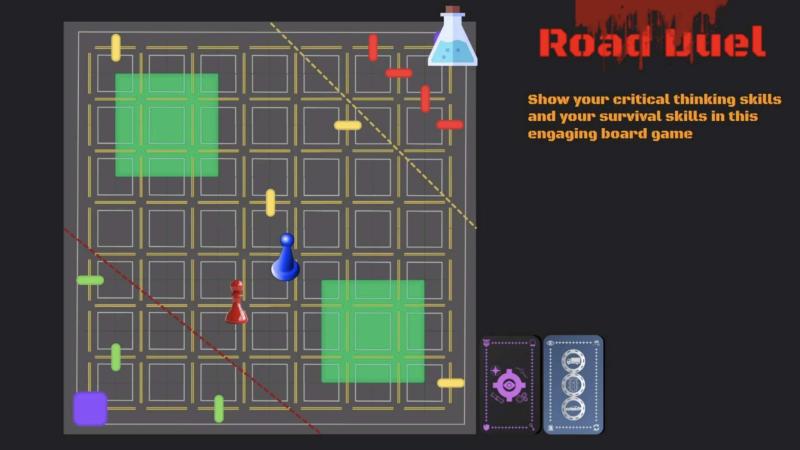 Road Duel
Show your critical thinking skills
and your survival skills in this
engaging board game